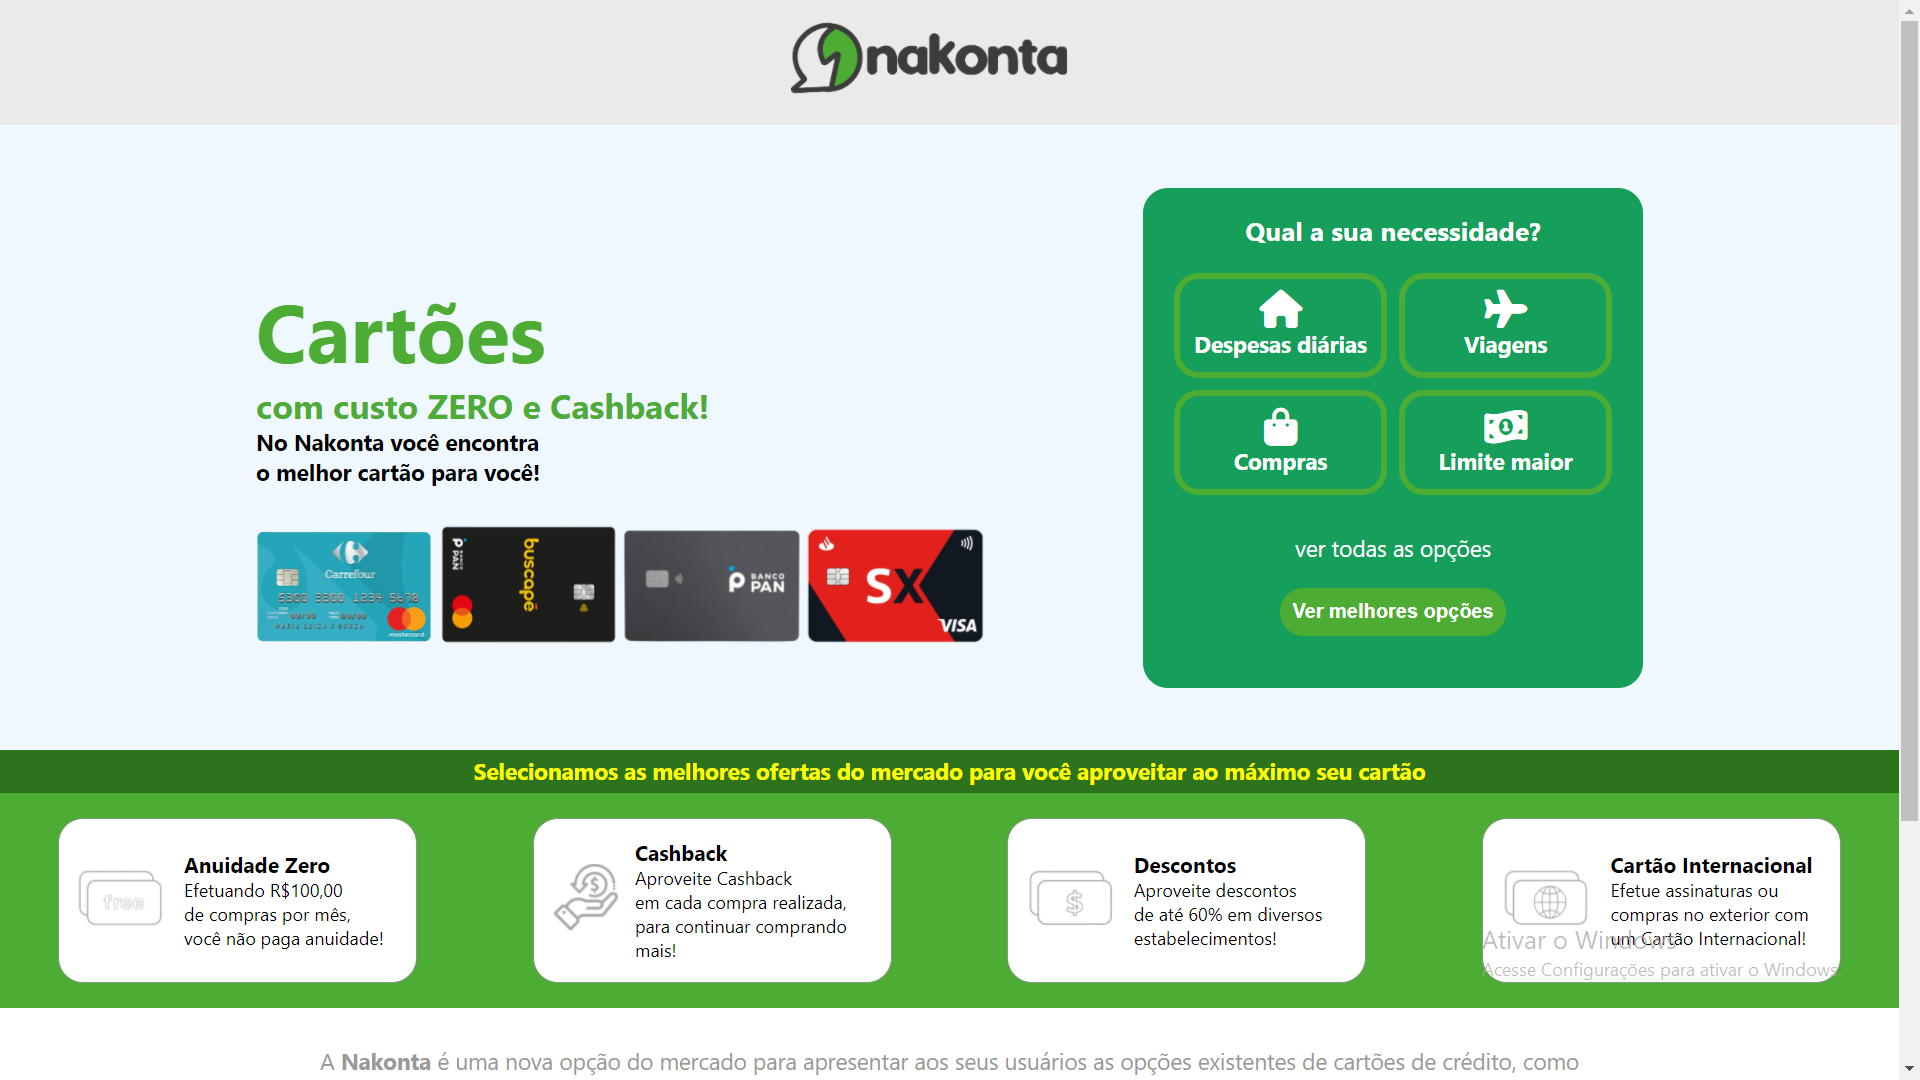 nakonta
Qual a sua necessidade?
Despesas diárias
Viagens
Compras
Limite maior
ver todas as opções
Ver melhores opções
Cartões
com custo ZERO e Cashback!
No Nakonta você encontra
o melhor cartão para você!
Carrefour
5300 3300 1234 5678
MARIA LUIZA C SOUZA
mastercard
BANCO PAN
buscapé
BANCO PAN
SX
VISA
Selecionamos as melhores ofertas do mercado para você aproveitar ao máximo seu cartão
free
Anuidade Zero
Efetuando R$100,00
de compras por mês,
você não paga anuidade!
Cashback
Aproveite Cashback
em cada compra realizada,
para continuar comprando
mais!
Descontos
Aproveite descontos
de até 60% em diversos
estabelecimentos!
Cartão Internacional
Efetue assinaturas ou
compras no exterior com
um Cartão Internacional!
Ativar o Windows
Acesse Configurações para ativar o Windows.
A Nakonta é uma nova opção do mercado para apresentar aos seus usuários as opções existentes de cartões de crédito, como